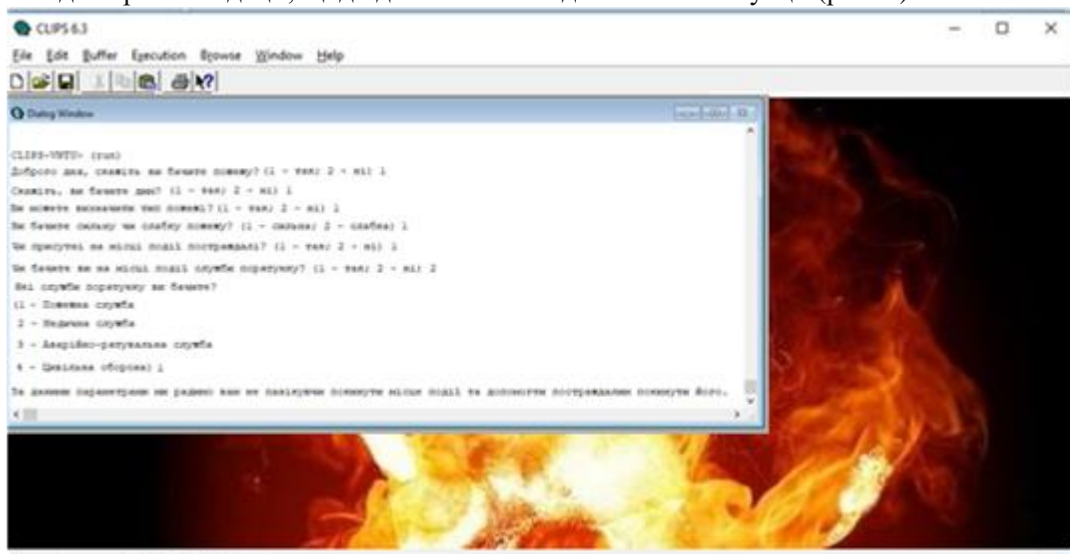 CLIPS 6.3
File Edit Buffer Execution Browse Window Help
Dialog Window
CLIPS-VNTU> (run)
Доброго дня, скажіть ви бачите пожежу? (1 - так; 2 - ні) 1
Скажіть, ви бачите дим? (1 - так; 2 - ні) 1
Ви можете визначити тип пожежі? (1 - так; 2 - ні) 1
Ви бачите сильну чи слабку пожежу? (1 - сильна; 2 - слабка) 1
Чи присутні на місці події постраждалі? (1 - так; 2 - ні) 1
Чи бачите ви на місці події служби порятунку? (1 - так; 2 - ні) 2
Які служби порятунку ви бачите?
(1 - Пожежна служба
2 - Медична служба
3 - Аварійно-рятувальна служба
4 - Цивільна оборона) 1
За даними параметрами ми радимо вам не панікуючи покинути місце події та допомогти постраждалим покинути його.